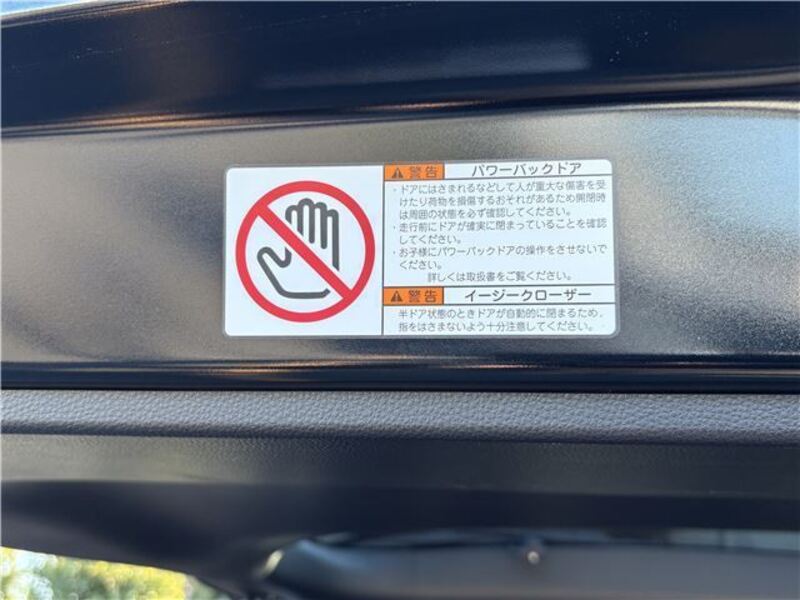 警告 パワーバックドア
・ドアにはさまれるなどして人が重大な傷害を受
けたり荷物を損傷するおそれがあるため開閉時
は周囲の状態を必ず確認してください。
・走行前にドアが確実に閉まっていることを確認
してください。
・お子様にパワーバックドアの操作をさせないで
ください。
詳しくは取扱書をご覧ください。
警告 イージークローザー
半ドア状態のときドアが自動的に閉まるため、
指をはさまないよう十分注意してください。